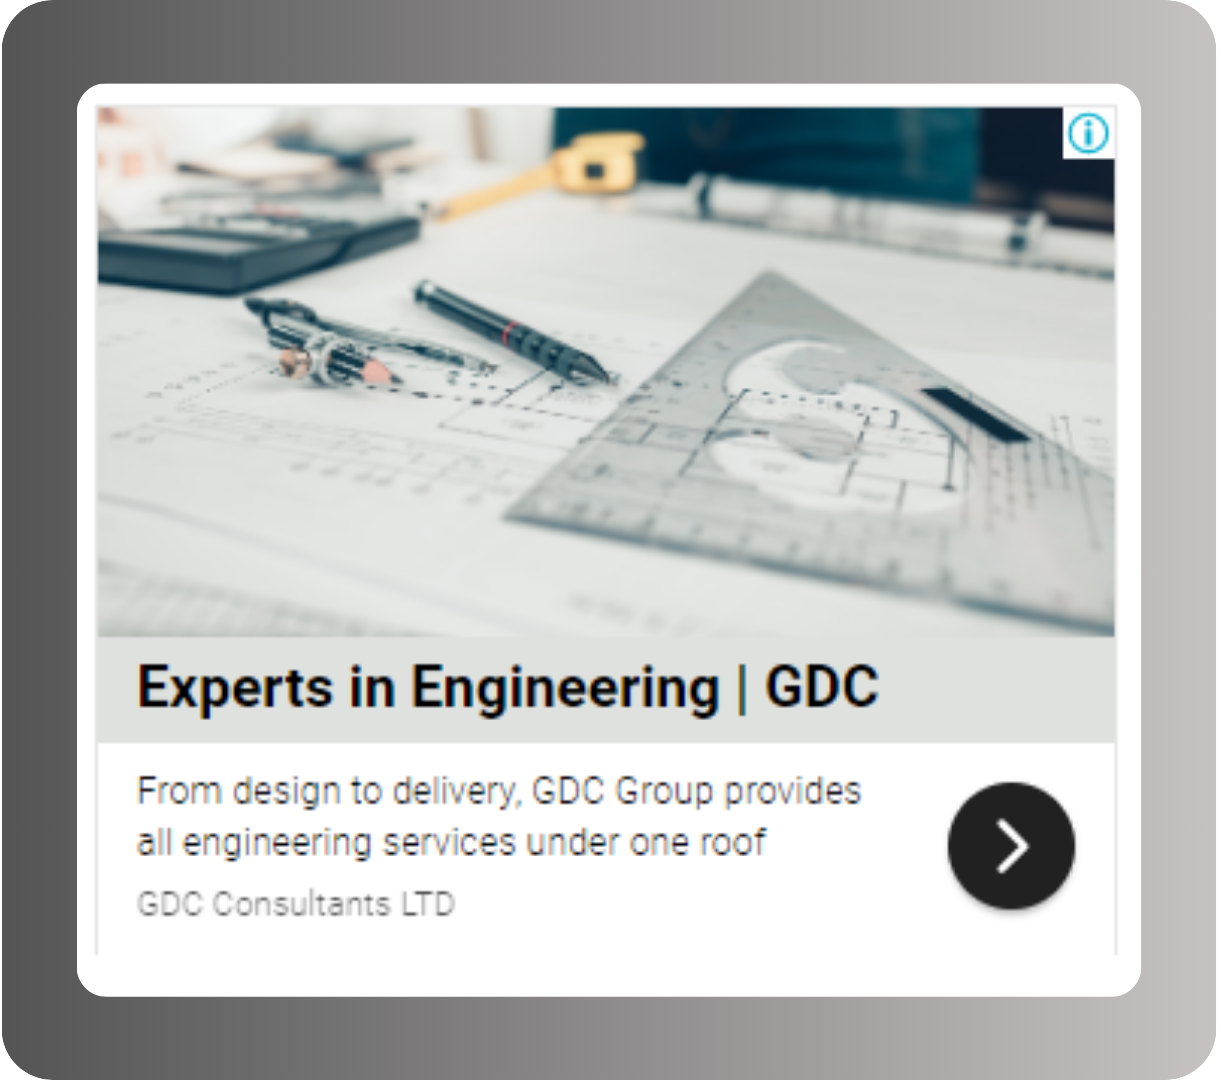 Experts in Engineering | GDC
From design to delivery, GDC Group provides
all engineering services under one roof
GDC Consultants LTD